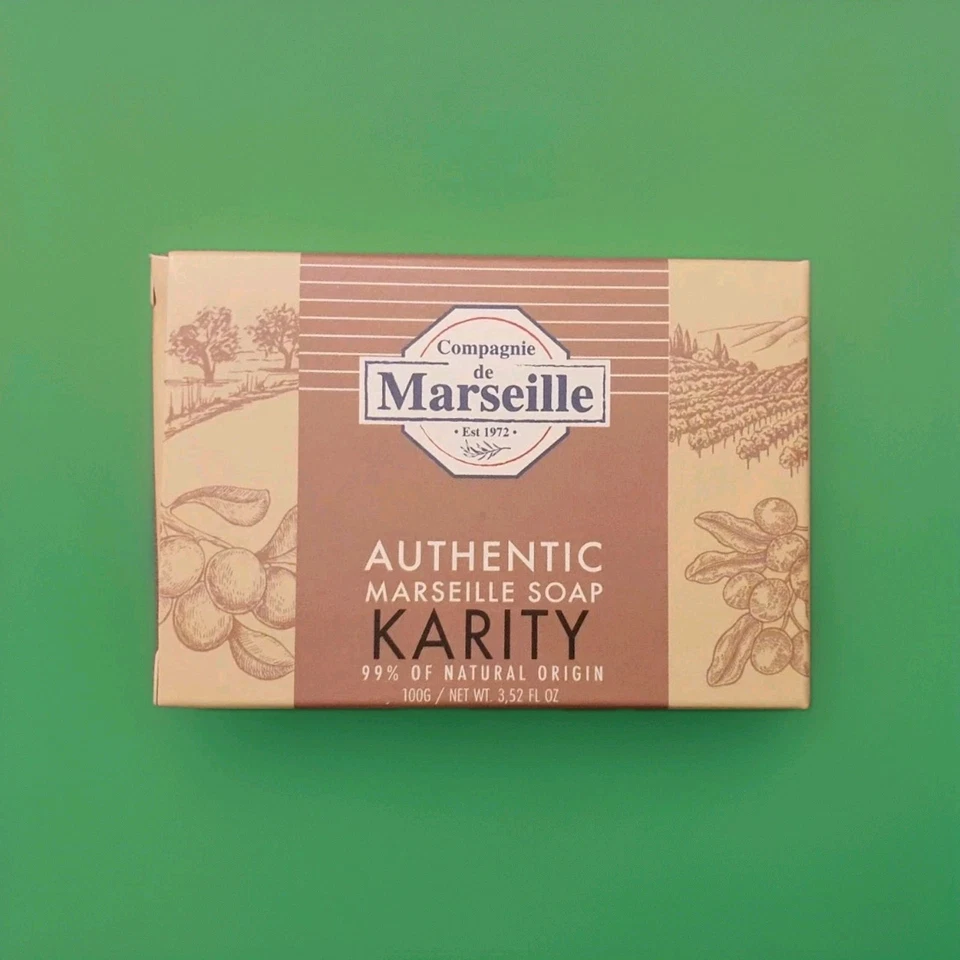 Compagnie
de
Marseille
• Est 1972 •
AUTHENTIC
MARSEILLE SOAP
KARITY
99% OF NATURAL ORIGIN
100G / NET WT. 3,52 FL OZ